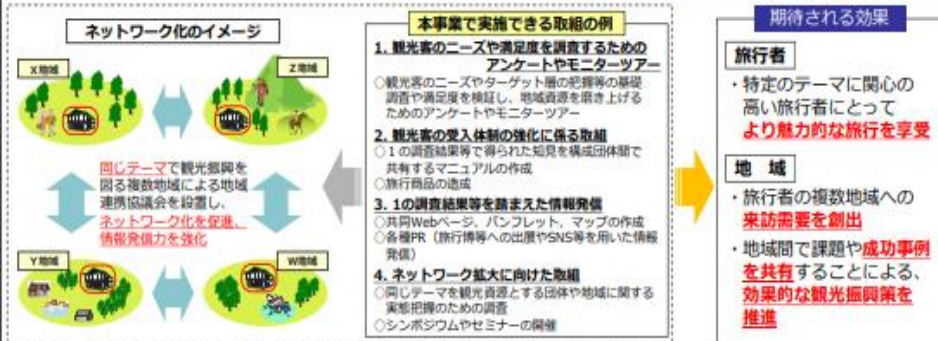 ネットワーク化のイメージ
X地域
Z地域
同じテーマで観光振興を
図る複数地域による地域
連携協議会を設置し、
ネットワーク化を促進、
情報発信力を強化
Y地域
W地域
本事業で実施できる取組の例
1. 観光客のニーズや満足度を調査するための
アンケートやモニターツアー
○観光客のニーズやターゲット層の把握等の基礎
調査や満足度を検証し、地域資源を磨き上げる
ためのアンケートやモニターツアー
2. 観光客の受入体制の強化に係る取組
○1の調査結果等で得られた知見を構成団体間で
共有するマニュアルの作成
○旅行商品の造成
3. 1の調査結果等を踏まえた情報発信
○共同Webページ、パンフレット、マップの作成
○各種PR（旅行博等への出展やSNS等を用いた情報
発信）
4. ネットワーク拡大に向けた取組
○同じテーマを観光資源とする団体や地域に関する
実態把握のための調査
○シンポジウムやセミナーの開催
期待される効果
旅行者
・特定のテーマに関心の
高い旅行者にとって
より魅力的な旅行を享受
地 域
・旅行者の複数地域への
来訪需要を創出
・地域間で課題や成功事例
を共有することによる、
効果的な観光振興策を
推進